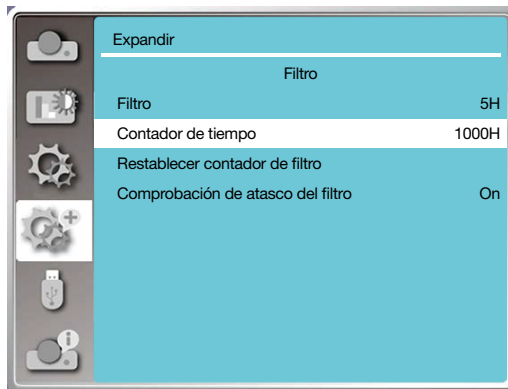 Expandir
Filtro
Filtro 5H
Contador de tiempo 1000H
Restablecer contador de filtro
Comprobación de atasco del filtro On